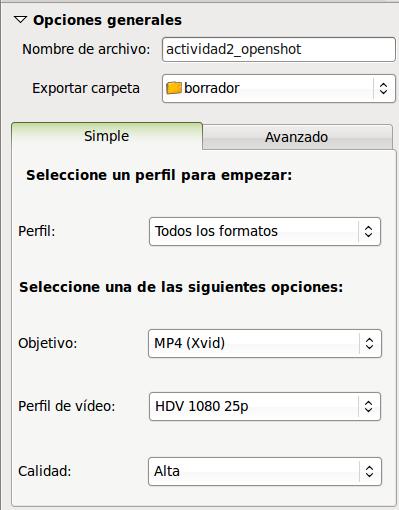 Opciones generales
Nombre de archivo: actividad2_openshot
Exportar carpeta borrador
Simple Avanzado
Seleccione un perfil para empezar:
Perfil: Todos los formatos
Seleccione una de las siguientes opciones:
Objetivo: MP4 (Xvid)
Perfil de vídeo: HDV 1080 25p
Calidad: Alta